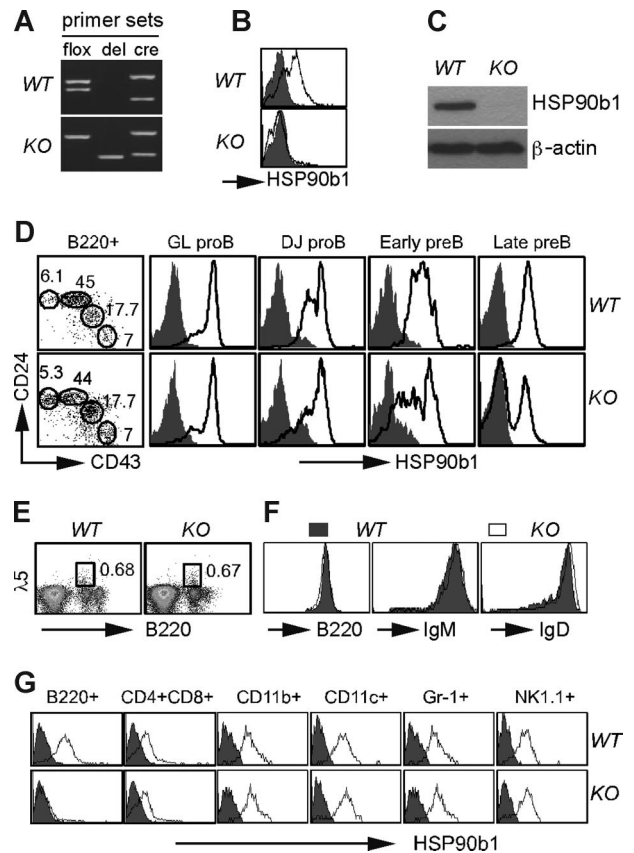 A
primer sets
flox del cre
WT
KO
B
WT
KO
HSP90b1
C
WT KO
HSP90b1
β-actin
D
B220+ GL proB DJ proB Early preB Late preB
6.1 45 17.7 7
WT
5.3 44 17.7 7
KO
CD24
CD43
HSP90b1
E
WT KO
λ5
0.68 0.67
B220
F
WT KO
B220 IgM IgD
G
B220+ CD4+CD8+ CD11b+ CD11c+ Gr-1+ NK1.1+
WT
KO
HSP90b1